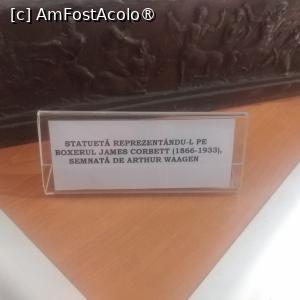 [c] AmFostAcolo®
STATUETĂ REPREZENTÂNDU-L PE
BOXERUL JAMES CORBETT (1866-1933),
SEMNATĂ DE ARTHUR WAAGEN